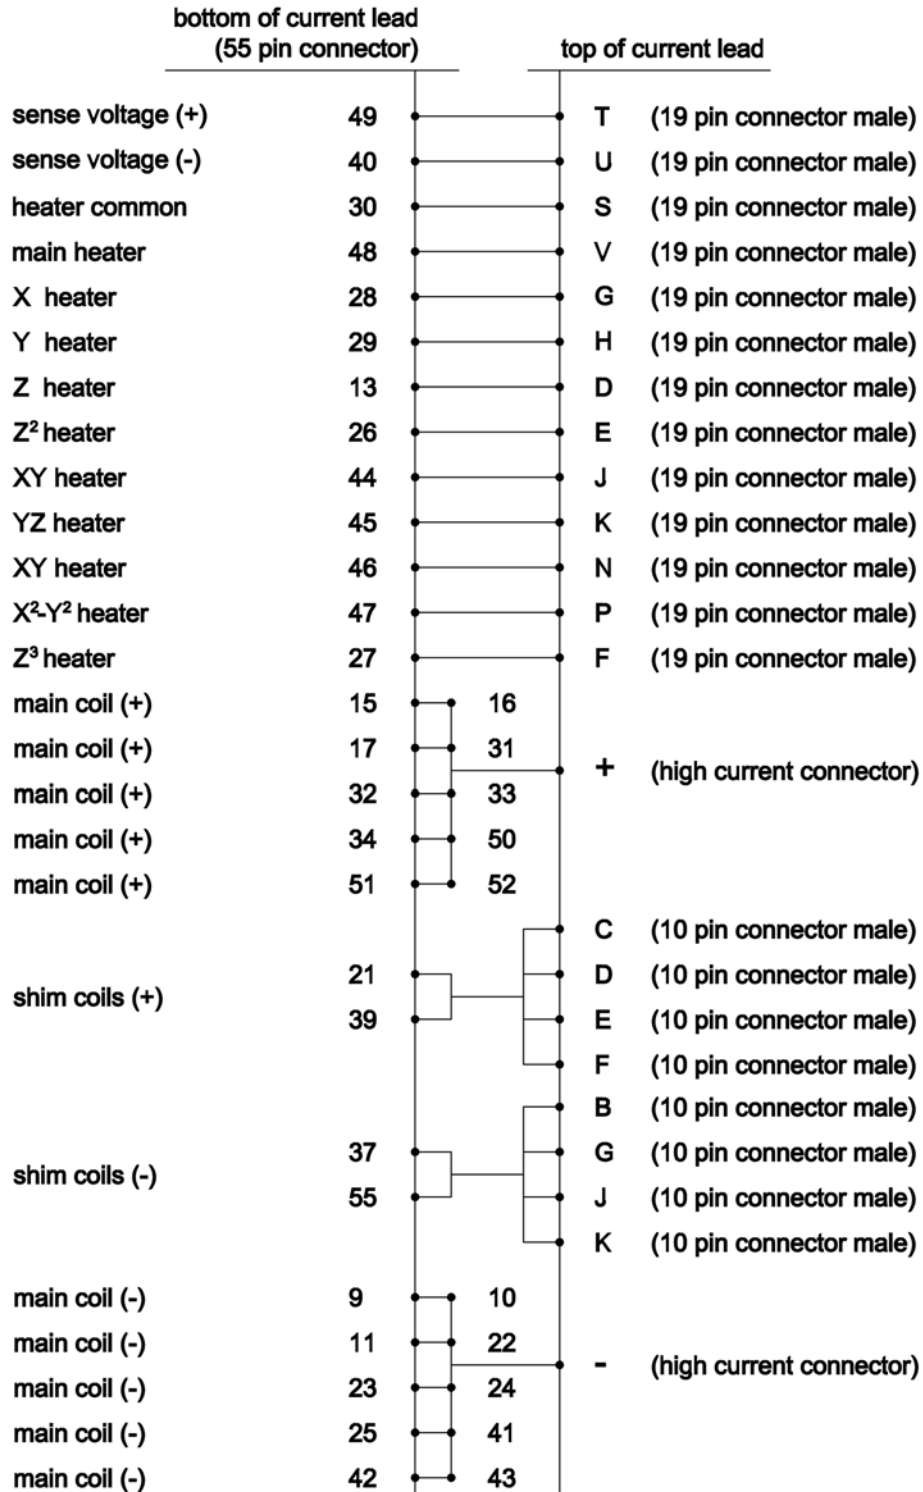 bottom of current lead
(55 pin connector)
top of current lead
sense voltage (+) 49 T (19 pin connector male)
sense voltage (-) 40 U (19 pin connector male)
heater common 30 S (19 pin connector male)
main heater 48 V (19 pin connector male)
X heater 28 G (19 pin connector male)
Y heater 29 H (19 pin connector male)
Z heater 13 D (19 pin connector male)
Z² heater 26 E (19 pin connector male)
XY heater 44 J (19 pin connector male)
YZ heater 45 K (19 pin connector male)
XY heater 46 N (19 pin connector male)
X²-Y² heater 47 P (19 pin connector male)
Z³ heater 27 F (19 pin connector male)
main coil (+) 15 16
main coil (+) 17 31
+ (high current connector)
main coil (+) 32 33
main coil (+) 34 50
main coil (+) 51 52
C (10 pin connector male)
21 D (10 pin connector male)
shim coils (+)
39 E (10 pin connector male)
F (10 pin connector male)
B (10 pin connector male)
37 G (10 pin connector male)
shim coils (-)
55 J (10 pin connector male)
K (10 pin connector male)
main coil (-) 9 10
main coil (-) 11 22
- (high current connector)
main coil (-) 23 24
main coil (-) 25 41
main coil (-) 42 43